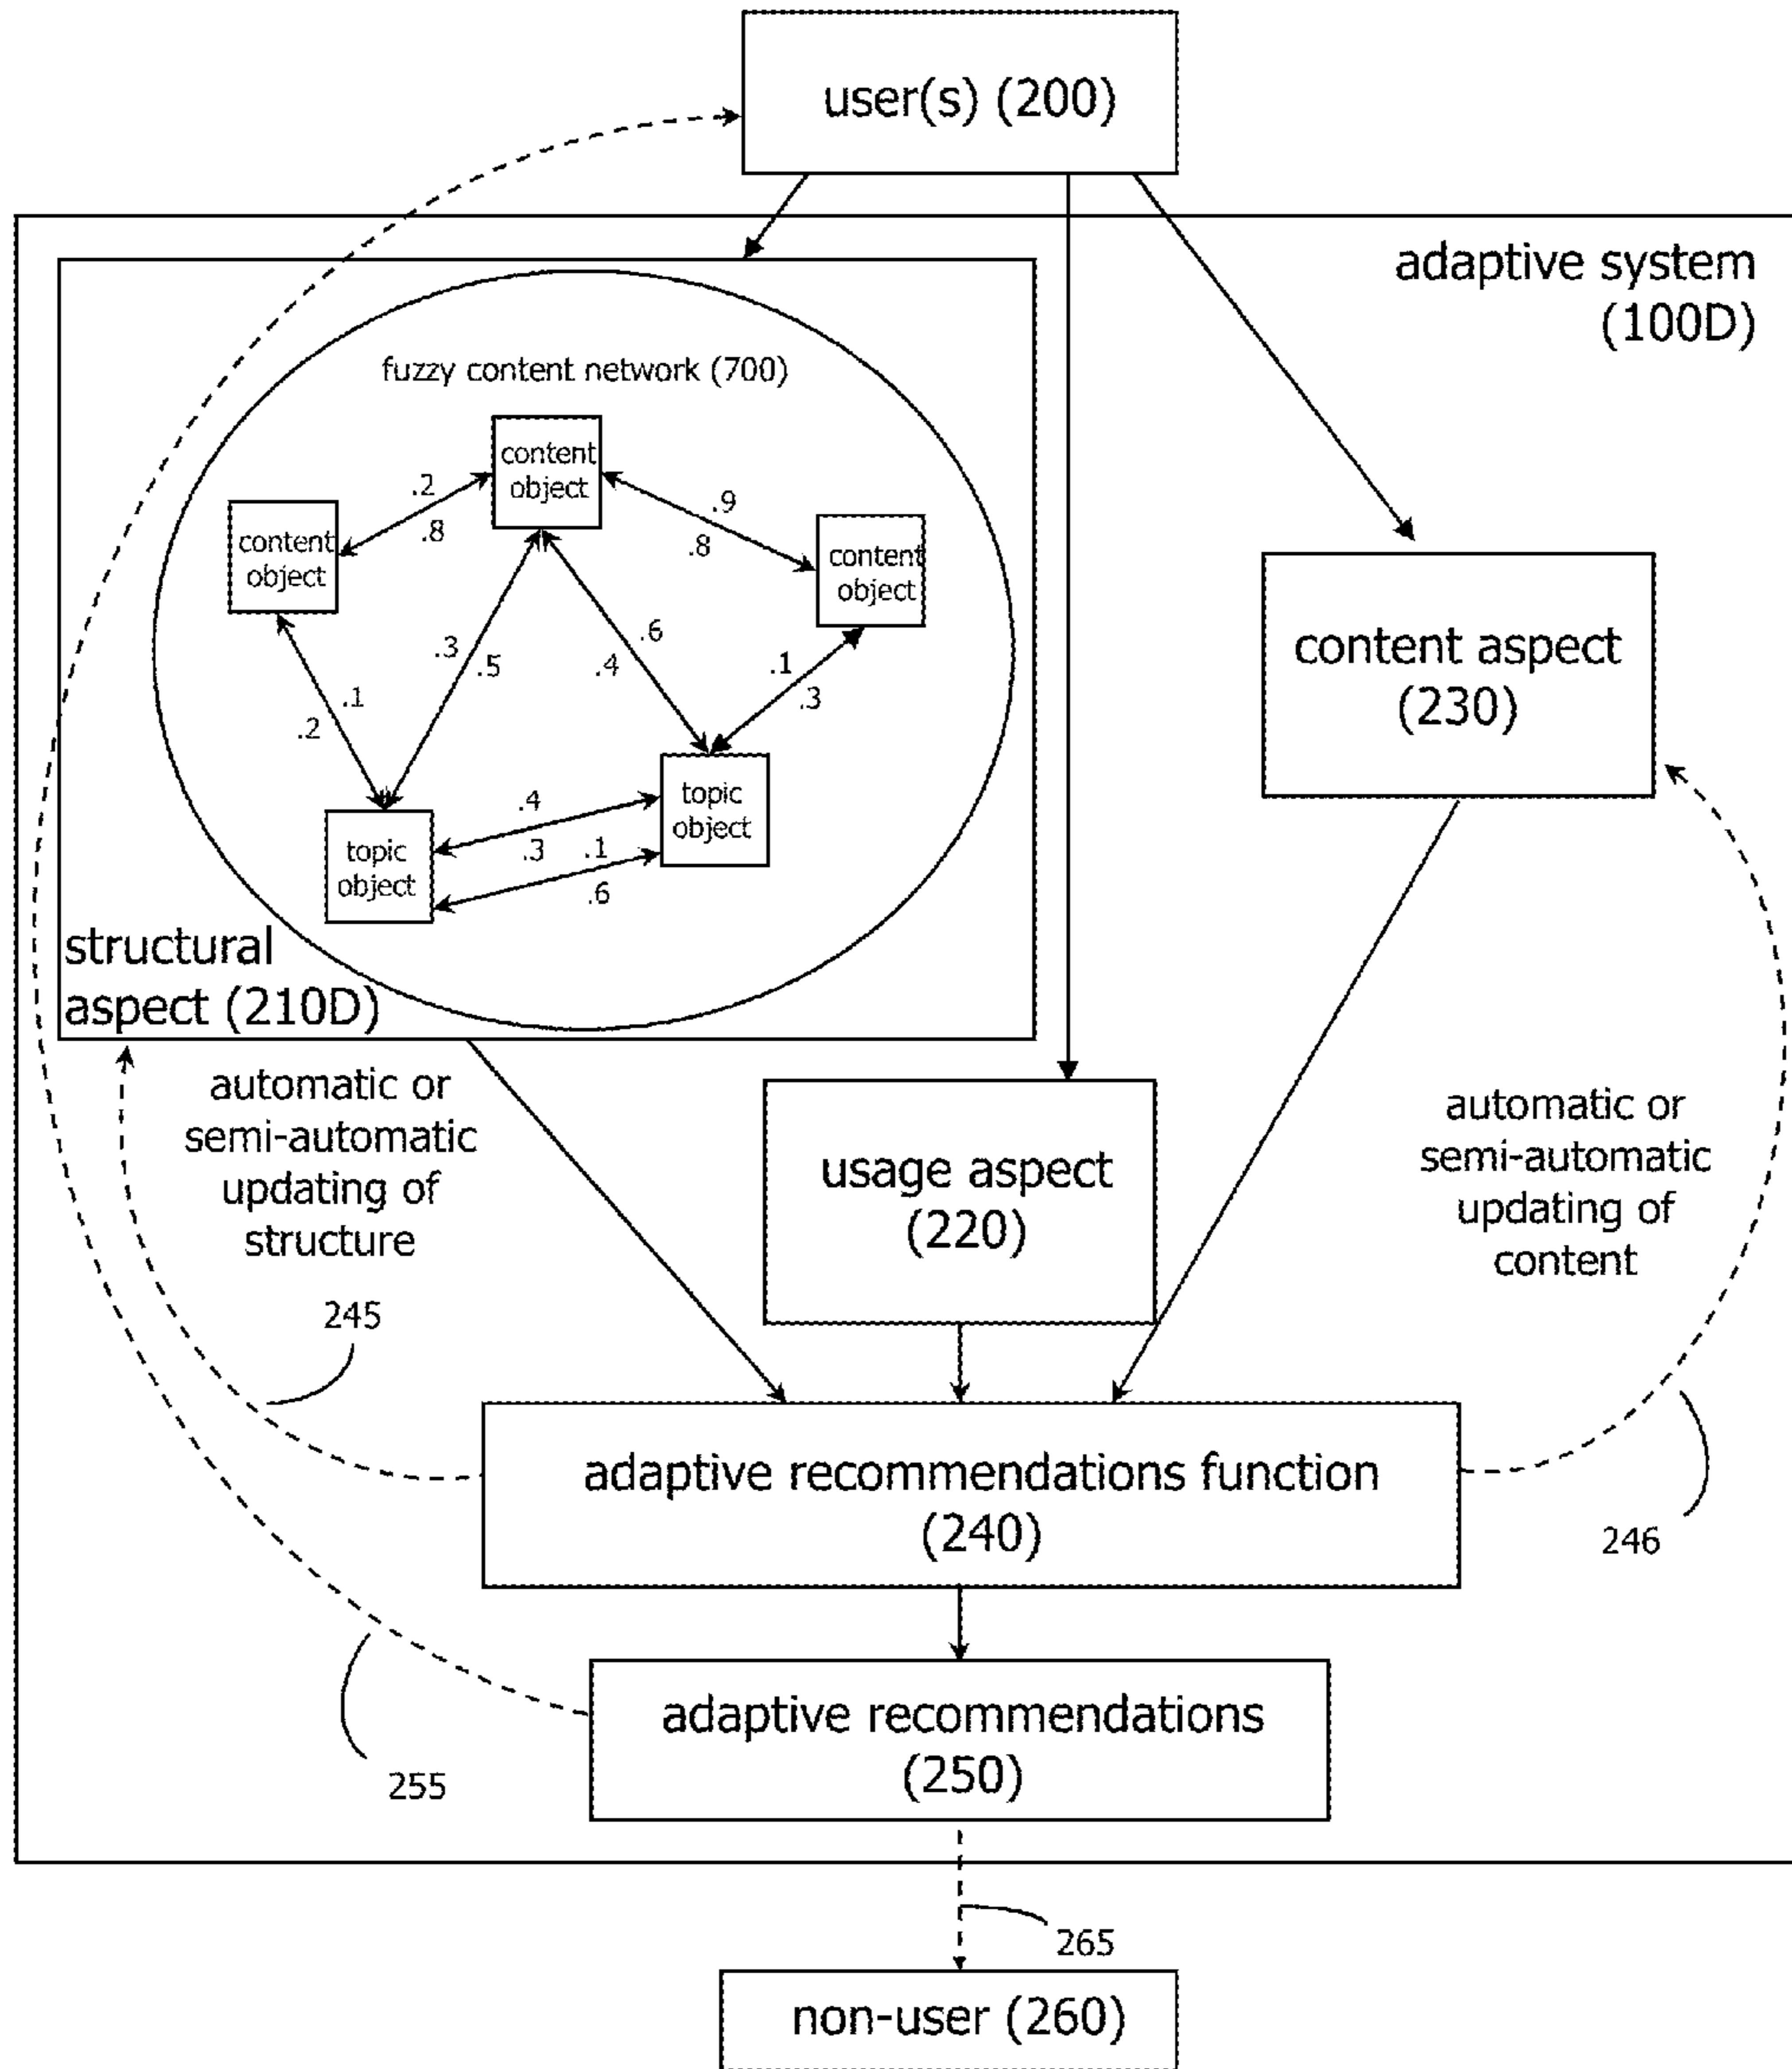 user(s) (200)
adaptive system
(100D)
fuzzy content network (700)
content
object
.2
.8
content
object
.9
.8
content
object
.3
.5
.6
.4
.1
.3
.1
.2
topic
object
.4
.3
.1
.6
topic
object
structural
aspect (210D)
content aspect
(230)
automatic or
semi-automatic
updating of
structure
245
usage aspect
(220)
automatic or
semi-automatic
updating of
content
246
adaptive recommendations function
(240)
adaptive recommendations
(250)
255
265
non-user (260)